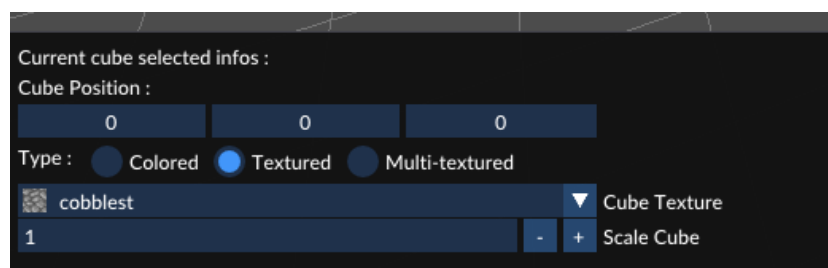 Current cube selected infos :
Cube Position :
0 0 0
Type : Colored Textured Multi-textured
cobblest Cube Texture
1 - + Scale Cube